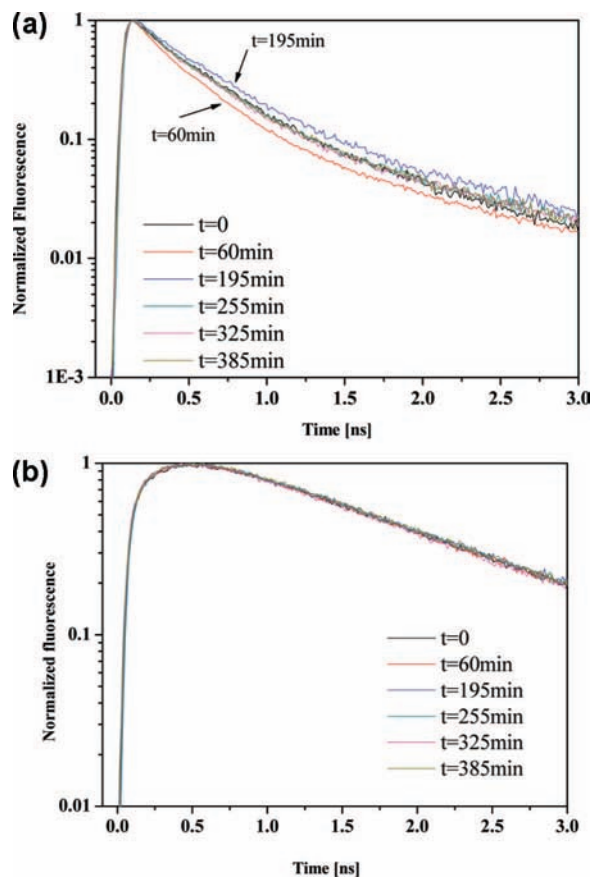 (a)
1
0.1
0.01
1E-3
Normalized Fluorescence
t=195min
t=60min
t=0
t=60min
t=195min
t=255min
t=325min
t=385min
0.0 0.5 1.0 1.5 2.0 2.5 3.0
Time [ns]
(b)
1
0.1
0.01
Normalized fluorescence
t=0
t=60min
t=195min
t=255min
t=325min
t=385min
0.0 0.5 1.0 1.5 2.0 2.5 3.0
Time [ns]